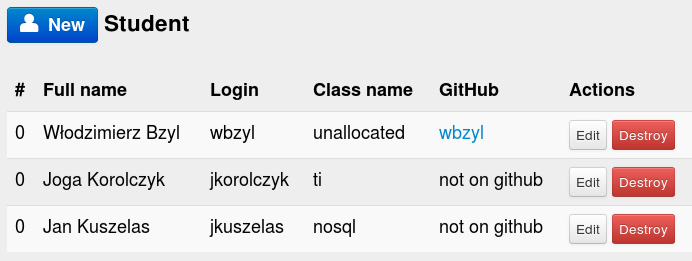 New Student
# Full name Login Class name GitHub Actions
0 Włodzimierz Bzyl wbzyl unallocated wbzyl Edit Destroy
0 Joga Korolczyk jkorolczyk ti not on github Edit Destroy
0 Jan Kuszelas jkuszelas nosql not on github Edit Destroy